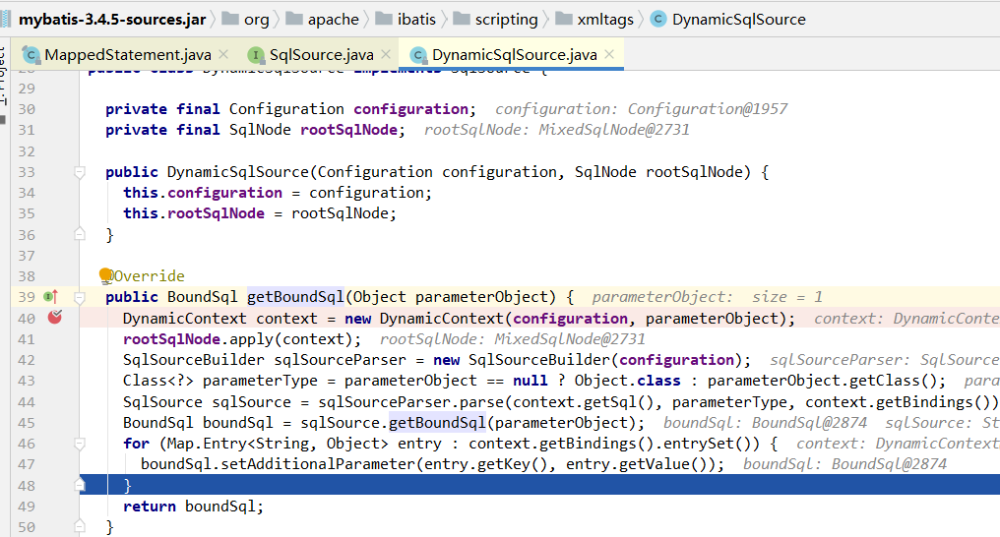 mybatis-3.4.5-sources.jar org apache ibatis scripting xmltags DynamicSqlSource
MappedStatement.java SqlSource.java DynamicSqlSource.java
29
30 private final Configuration configuration; configuration: Configuration@1957
31 private final SqlNode rootSqlNode; rootSqlNode: MixedSqlNode@2731
32
33 public DynamicSqlSource(Configuration configuration, SqlNode rootSqlNode) {
34 this.configuration = configuration;
35 this.rootSqlNode = rootSqlNode;
36 }
37
38 @Override
39 public BoundSql getBoundSql(Object parameterObject) { parameterObject: size = 1
40 DynamicContext context = new DynamicContext(configuration, parameterObject); context: DynamicConte
41 rootSqlNode.apply(context); rootSqlNode: MixedSqlNode@2731
42 SqlSourceBuilder sqlSourceParser = new SqlSourceBuilder(configuration); sqlSourceParser: SqlSource
43 Class<?> parameterType = parameterObject == null ? Object.class : parameterObject.getClass(); para
44 SqlSource sqlSource = sqlSourceParser.parse(context.getSql(), parameterType, context.getBindings())
45 BoundSql boundSql = sqlSource.getBoundSql(parameterObject); boundSql: BoundSql@2874 sqlSource: St
46 for (Map.Entry<String, Object> entry : context.getBindings().entrySet()) { context: DynamicContext
47 boundSql.setAdditionalParameter(entry.getKey(), entry.getValue()); boundSql: BoundSql@2874
48 }
49 return boundSql;
50 }